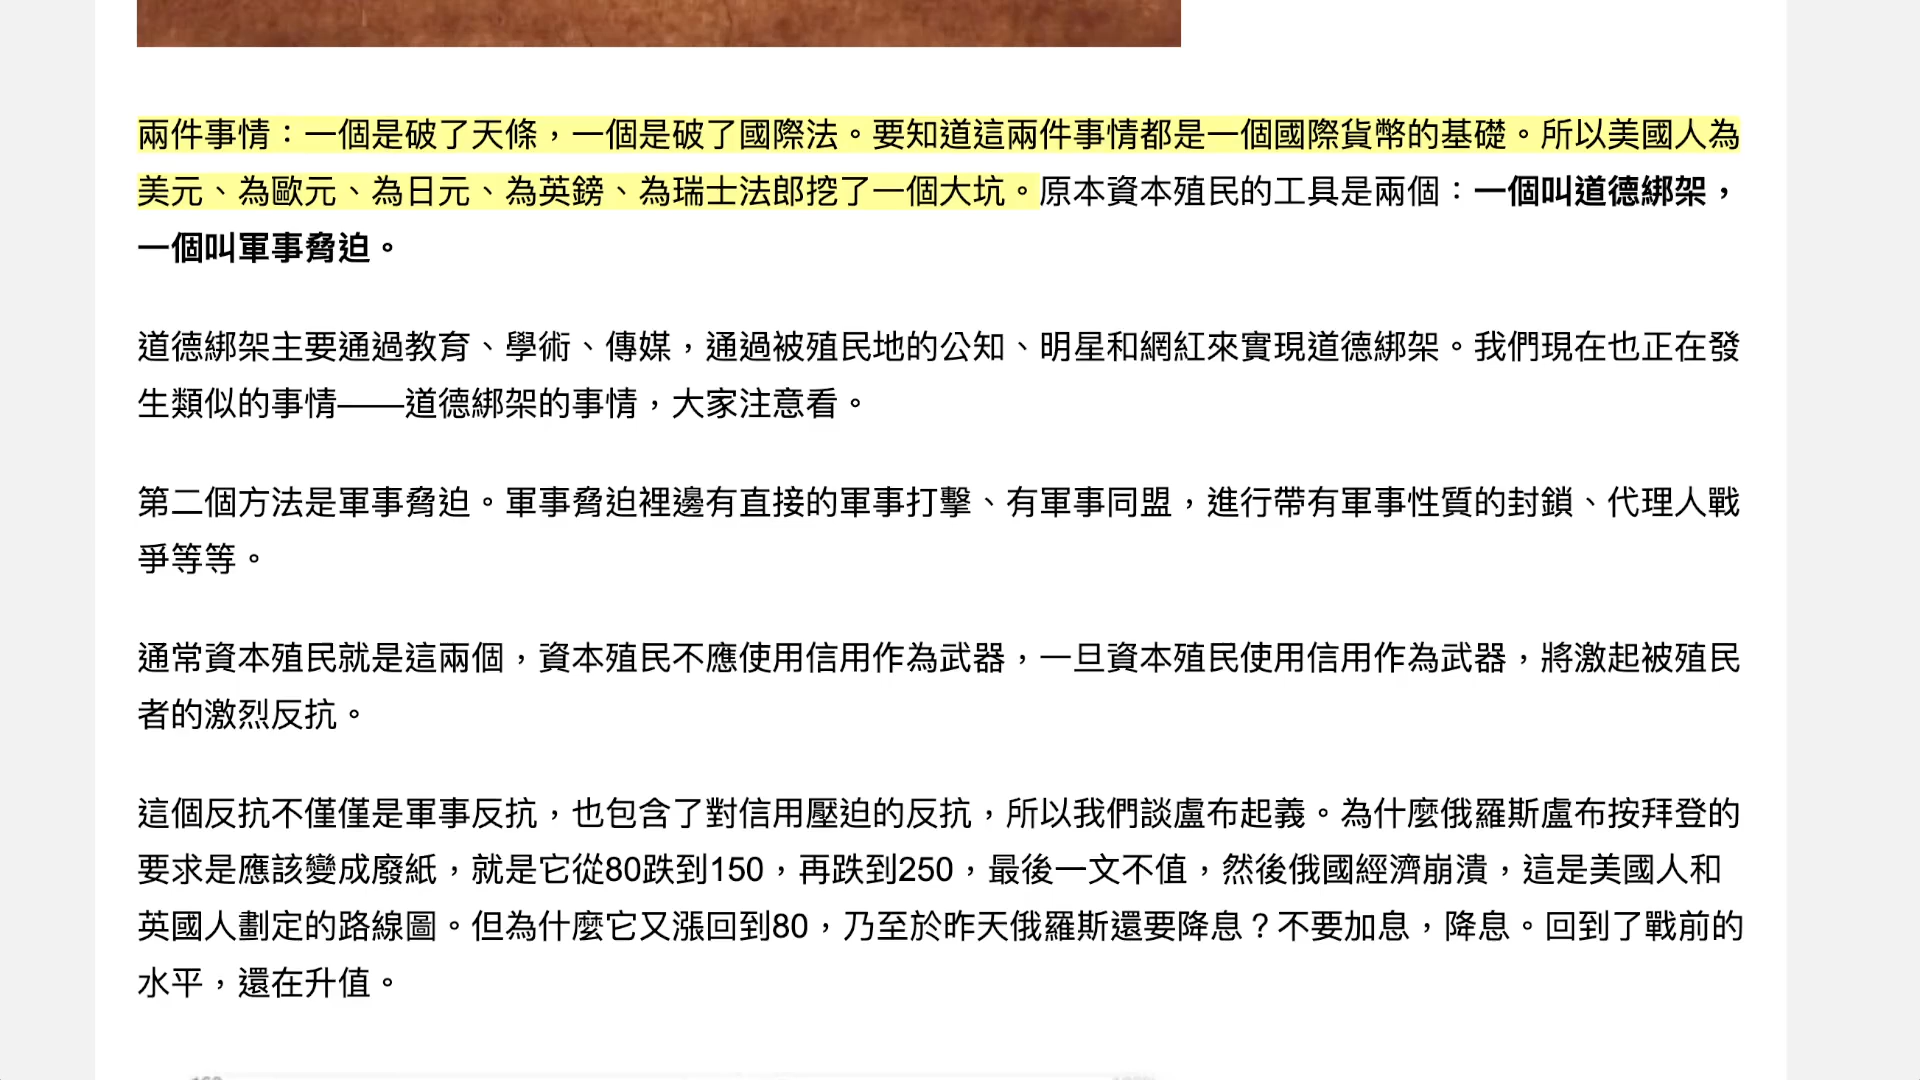 兩件事情：一個是破了天條，一個是破了國際法。要知道這兩件事情都是一個國際貨幣的基礎。所以美國人為
美元、為歐元、為日元、為英鎊、為瑞士法郎挖了一個大坑。原本資本殖民的工具是兩個：一個叫道德綁架，
一個叫軍事脅迫。
道德綁架主要通過教育、學術、傳媒，通過被殖民地的公知、明星和網紅來實現道德綁架。我們現在也正在發
生類似的事情——道德綁架的事情，大家注意看。
第二個方法是軍事脅迫。軍事脅迫裡邊有直接的軍事打擊、有軍事同盟，進行帶有軍事性質的封鎖、代理人戰
爭等等。
通常資本殖民就是這兩個，資本殖民不應使用信用作為武器，一旦資本殖民使用信用作為武器，將激起被殖民
者的激烈反抗。
這個反抗不僅僅是軍事反抗，也包含了對信用壓迫的反抗，所以我們談盧布起義。為什麼俄羅斯盧布按拜登的
要求是應該變成廢紙，就是它從80跌到150，再跌到250，最後一文不值，然後俄國經濟崩潰，這是美國人和
英國人劃定的路線圖。但為什麼它又漲回到80，乃至於昨天俄羅斯還要降息？不要加息，降息。回到了戰前的
水平，還在升值。